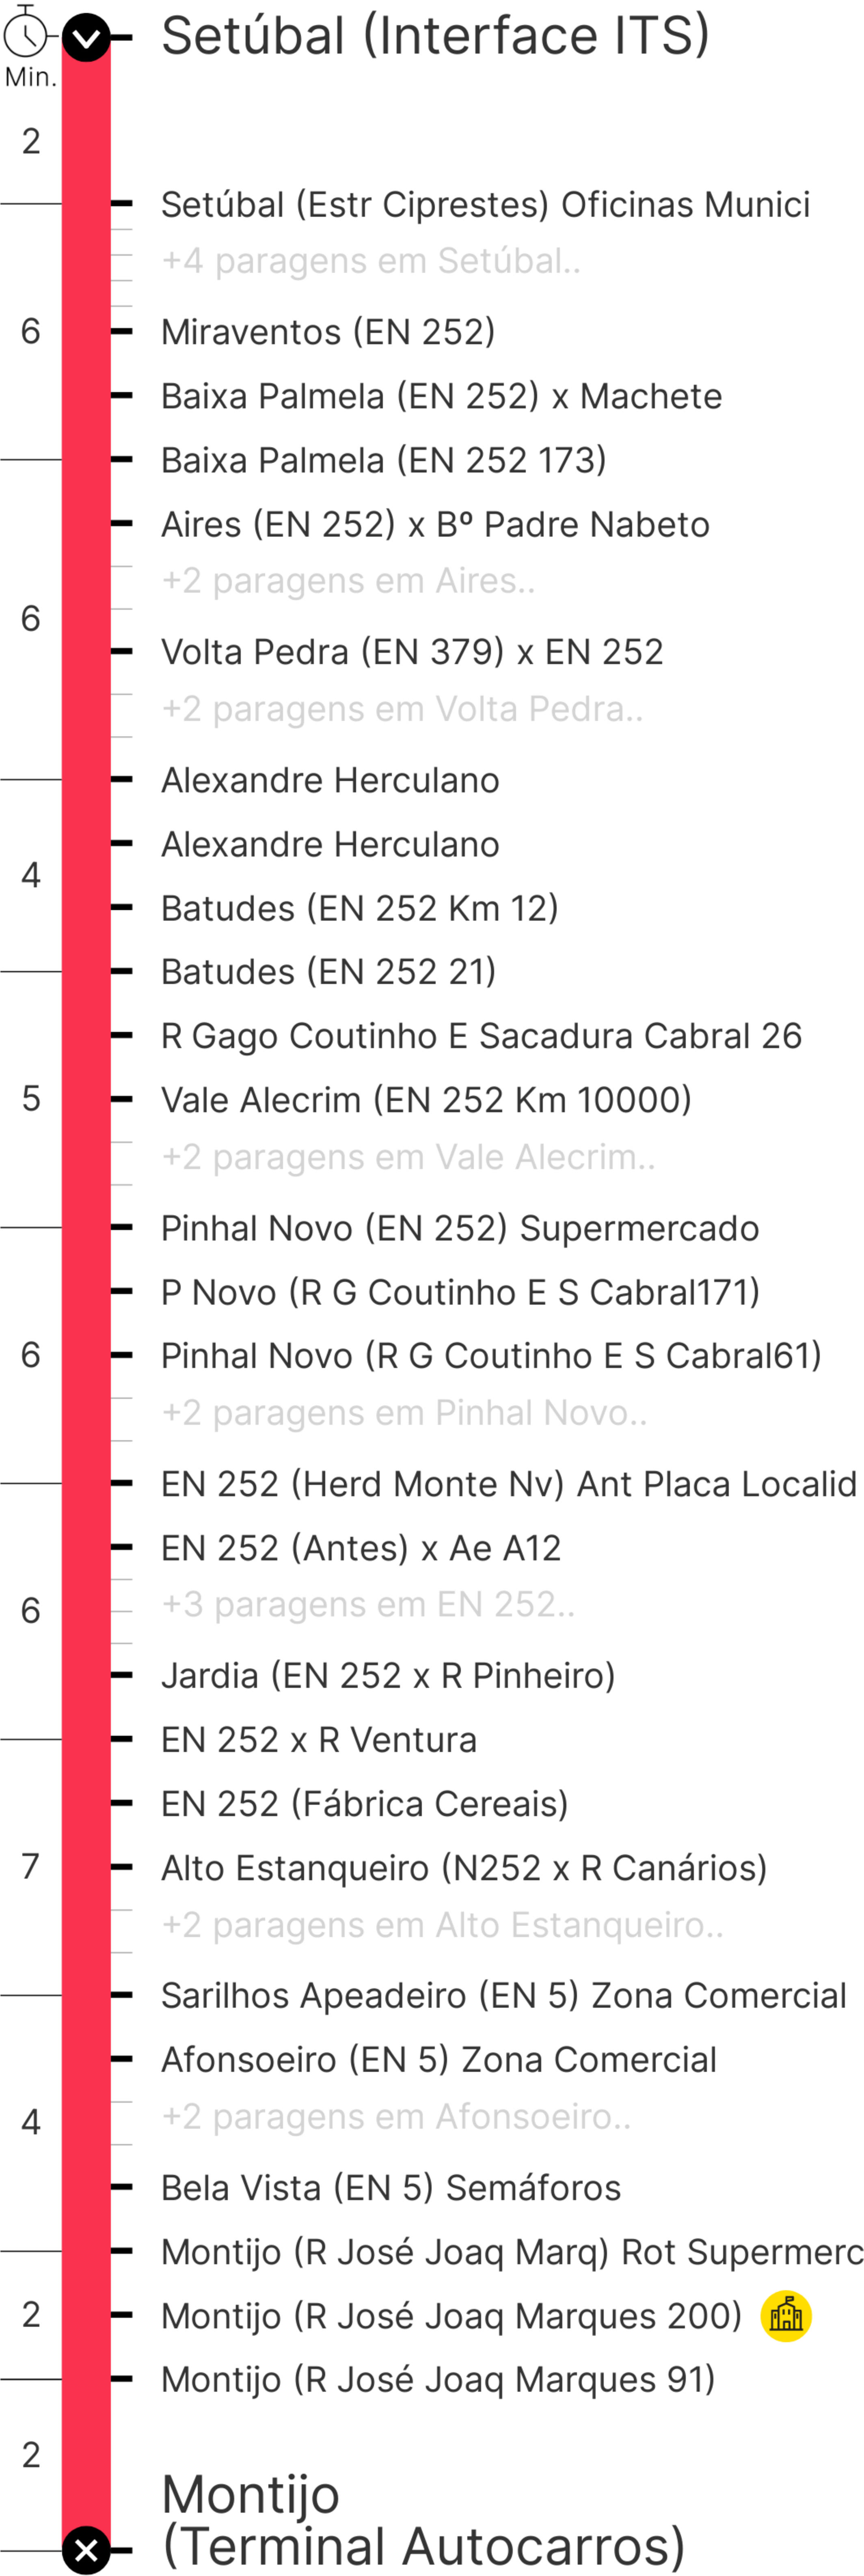 Setúbal (Interface ITS)
Min.
2
Setúbal (Estr Ciprestes) Oficinas Munici
+4 paragens em Setúbal..
6
Miraventos (EN 252)
Baixa Palmela (EN 252) x Machete
Baixa Palmela (EN 252 173)
Aires (EN 252) x Bº Padre Nabeto
+2 paragens em Aires..
6
Volta Pedra (EN 379) x EN 252
+2 paragens em Volta Pedra..
Alexandre Herculano
Alexandre Herculano
4
Batudes (EN 252 Km 12)
Batudes (EN 252 21)
R Gago Coutinho E Sacadura Cabral 26
5
Vale Alecrim (EN 252 Km 10000)
+2 paragens em Vale Alecrim..
Pinhal Novo (EN 252) Supermercado
P Novo (R G Coutinho E S Cabral171)
6
Pinhal Novo (R G Coutinho E S Cabral61)
+2 paragens em Pinhal Novo..
EN 252 (Herd Monte Nv) Ant Placa Localid
EN 252 (Antes) x Ae A12
+3 paragens em EN 252..
6
Jardia (EN 252 x R Pinheiro)
EN 252 x R Ventura
EN 252 (Fábrica Cereais)
7
Alto Estanqueiro (N252 x R Canários)
+2 paragens em Alto Estanqueiro..
Sarilhos Apeadeiro (EN 5) Zona Comercial
Afonsoeiro (EN 5) Zona Comercial
+2 paragens em Afonsoeiro..
4
Bela Vista (EN 5) Semáforos
Montijo (R José Joaq Marq) Rot Supermerc
2
Montijo (R José Joaq Marques 200)
Montijo (R José Joaq Marques 91)
2
Montijo
(Terminal Autocarros)